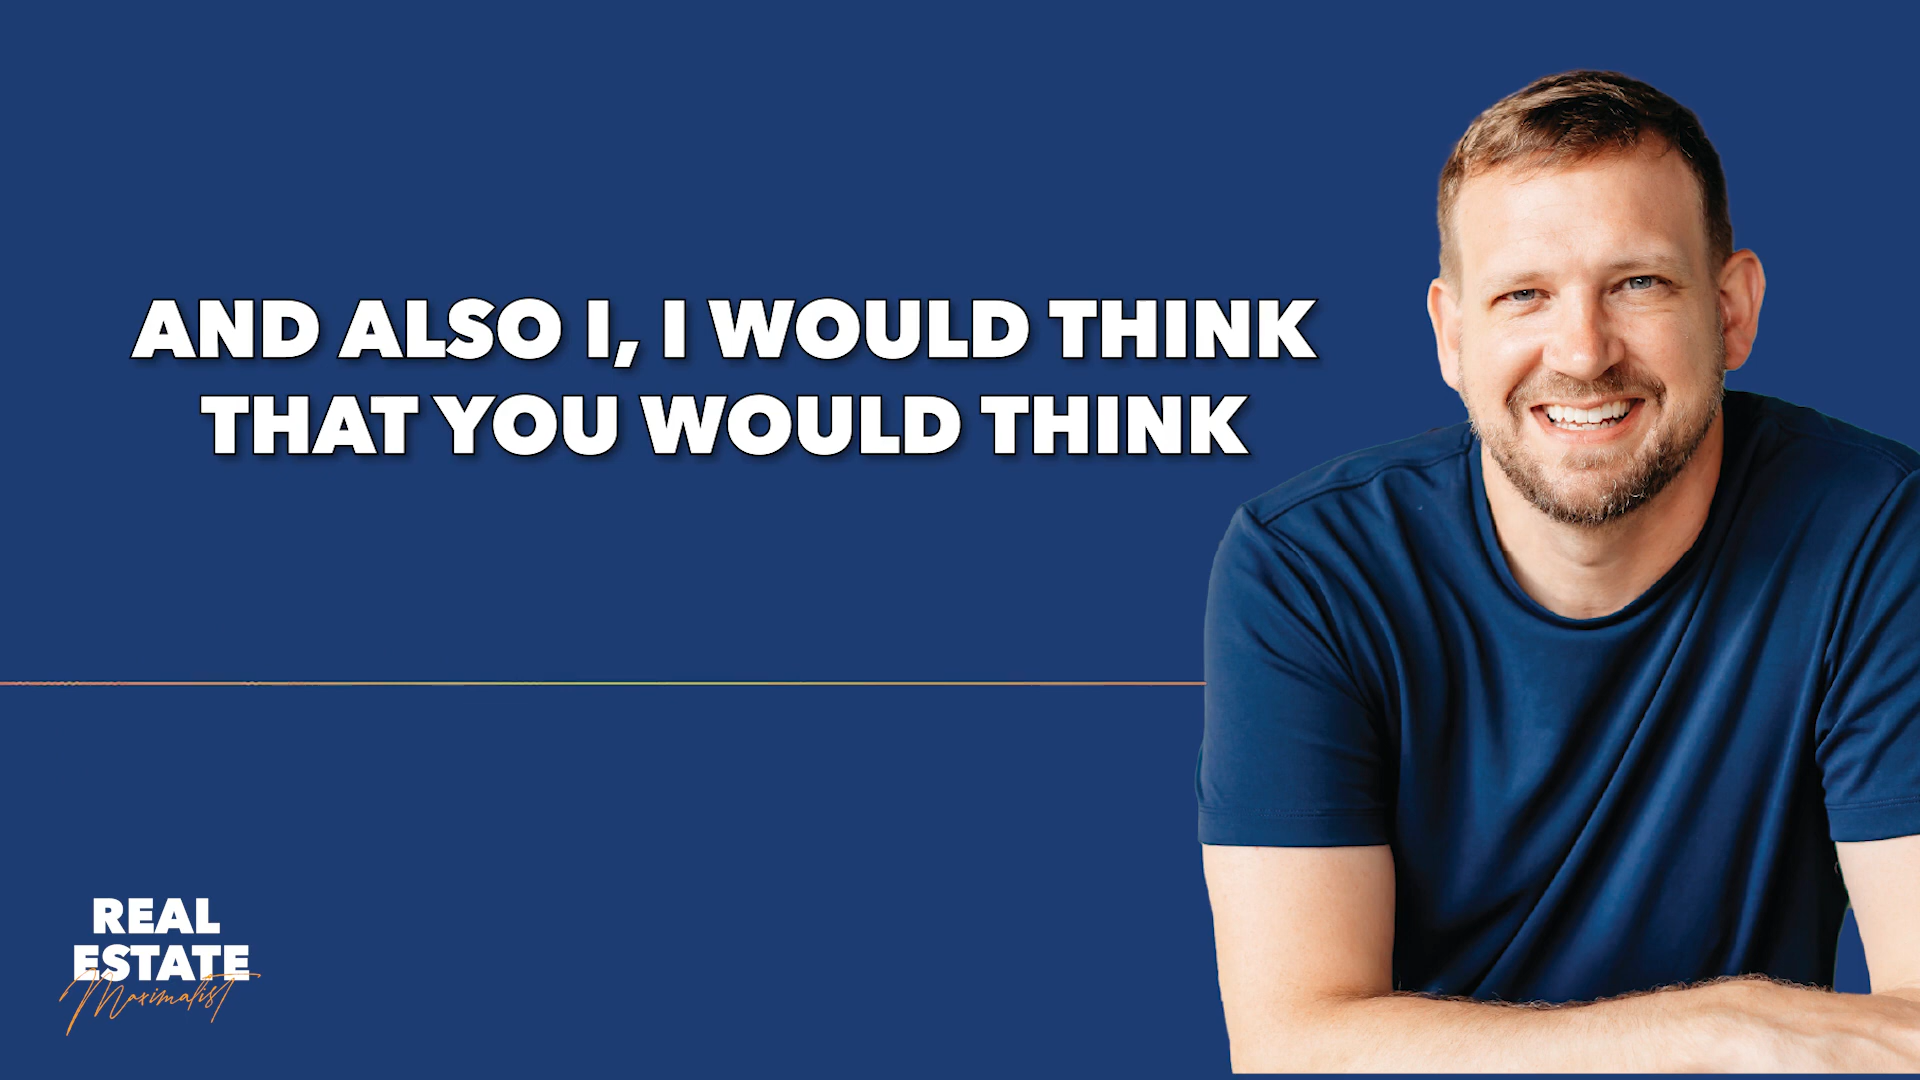 AND ALSO I, I WOULD THINK
THAT YOU WOULD THINK
REAL
ESTATE
Maximalist